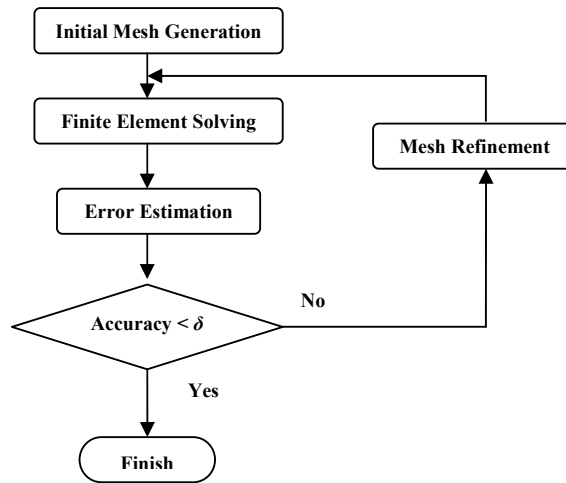 Initial Mesh Generation
Finite Element Solving
Mesh Refinement
Error Estimation
No
Accuracy < δ
Yes
Finish